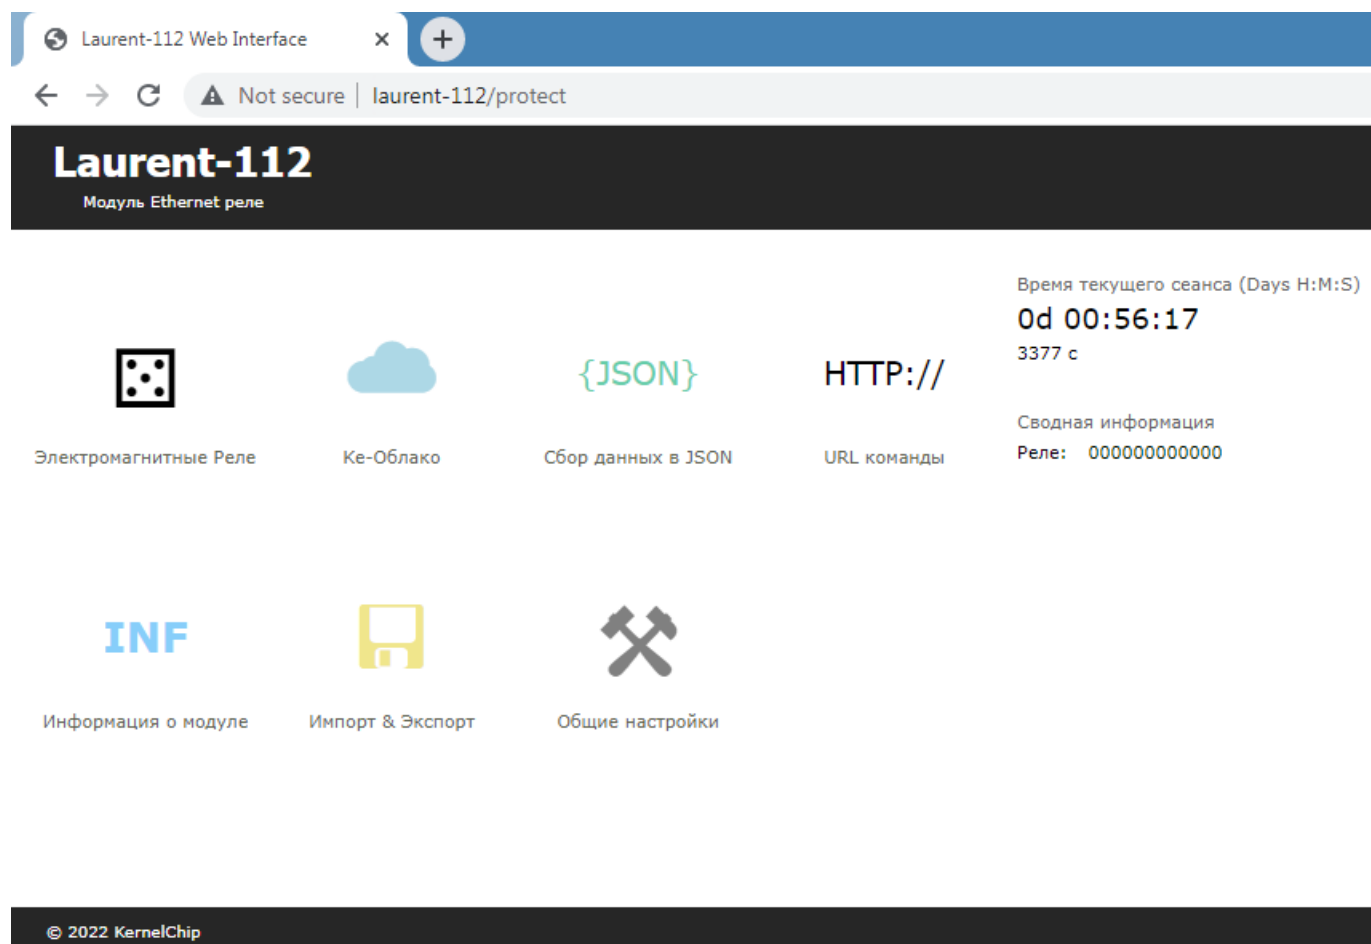 Laurent-112 Web Interface
Not secure | laurent-112/protect
Laurent-112
Модуль Ethernet реле
Время текущего сеанса (Days H:M:S)
0d 00:56:17
3377 с
{JSON}
HTTP://
Сводная информация
Реле: 000000000000
Электромагнитные Реле
Ке-Облако
Сбор данных в JSON
URL команды
INF
Информация о модуле
Импорт & Экспорт
Общие настройки
© 2022 KernelChip